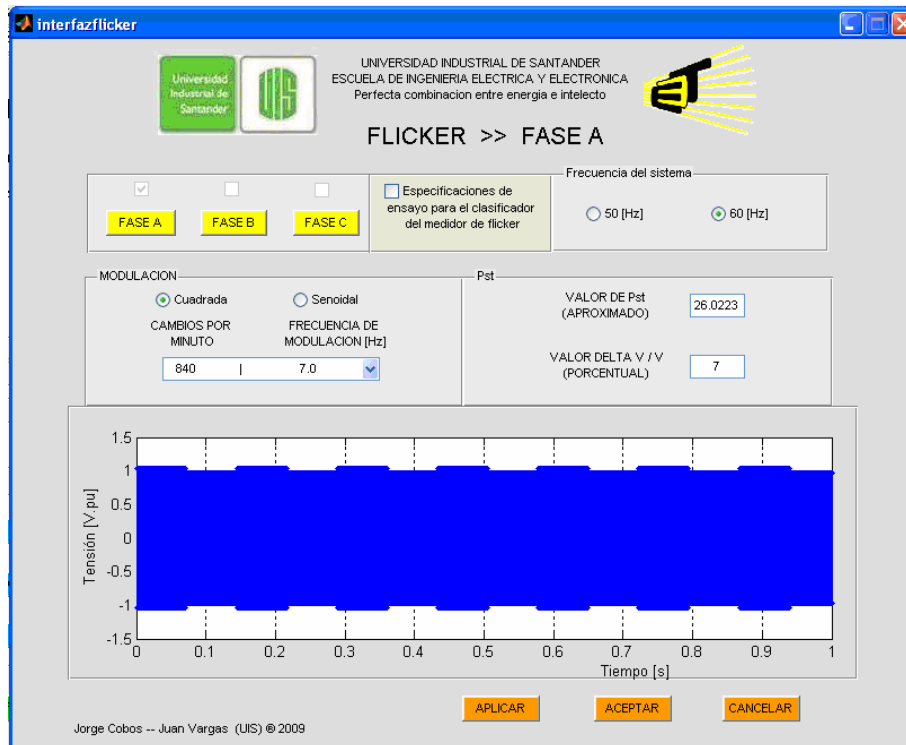 interfazflicker
Universidad
Industrial de
Santander
UIS
UNIVERSIDAD INDUSTRIAL DE SANTANDER
ESCUELA DE INGENIERIA ELECTRICA Y ELECTRONICA
Perfecta combinacion entre energia e intelecto
FLICKER >> FASE A
FASE A
FASE B
FASE C
Especificaciones de
ensayo para el clasificador
del medidor de flicker
Frecuencia del sistema
50 [Hz]
60 [Hz]
MODULACION
Cuadrada
Senoidal
CAMBIOS POR
MINUTO
FRECUENCIA DE
MODULACION [Hz]
840 | 7.0
Pst
VALOR DE Pst
(APROXIMADO)
26.0223
VALOR DELTA V / V
(PORCENTUAL)
7
Tensión [V.pu]
1.5
1
0.5
0
-0.5
-1
-1.5
0 0.1 0.2 0.3 0.4 0.5 0.6 0.7 0.8 0.9 1
Tiempo [s]
APLICAR
ACEPTAR
CANCELAR
Jorge Cobos -- Juan Vargas (UIS) ® 2009